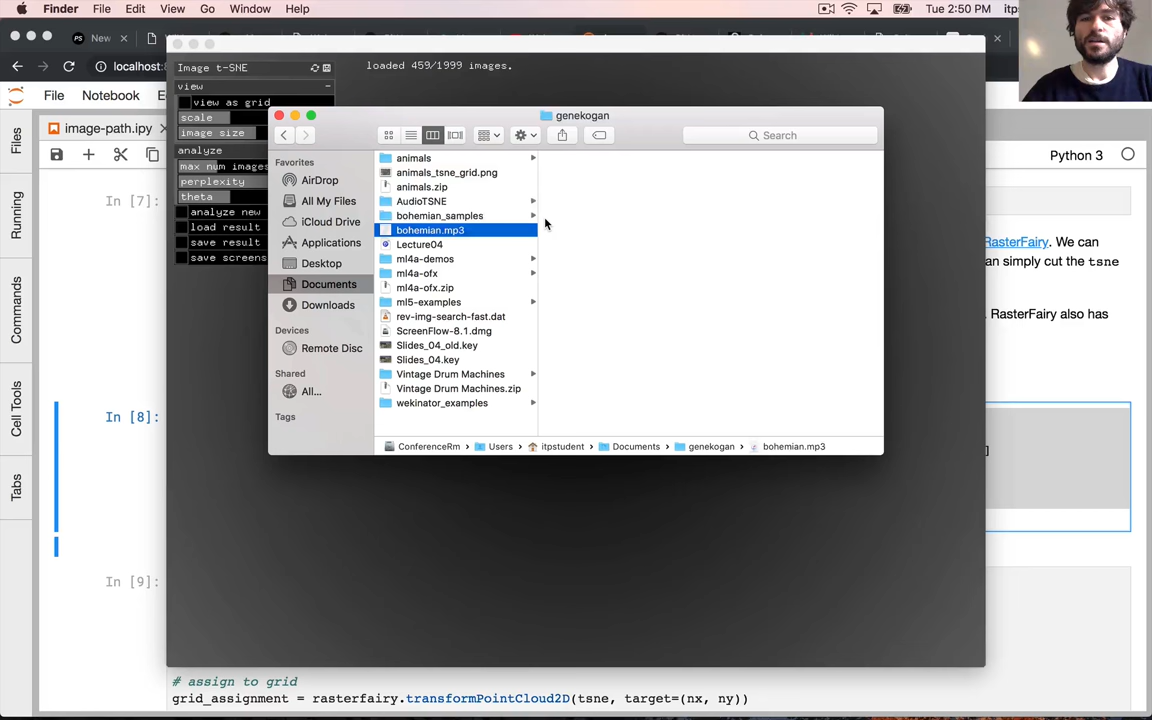 Finder File Edit View Go Window Help Tue 2:50 PM itps
PS New
localhost:
File Notebook
Image t-SNE
view
view as grid
scale
image size
analyze
max num images
perplexity
theta
analyze new
load result
save result
save screens
loaded 459/1999 images.
image-path.ipy
Python 3
Files
Running
Commands
Cell Tools
Tabs
genekogan
Search
Favorites
AirDrop
All My Files
iCloud Drive
Applications
Desktop
Documents
Downloads
Devices
Remote Disc
Shared
All...
Tags
animals
animals_tsne_grid.png
animals.zip
AudioTSNE
bohemian_samples
bohemian.mp3
Lecture04
ml4a-demos
ml4a-ofx
ml4a-ofx.zip
ml5-examples
rev-img-search-fast.dat
ScreenFlow-8.1.dmg
Slides_04_old.key
Slides_04.key
Vintage Drum Machines
Vintage Drum Machines.zip
wekinator_examples
ConferenceRm › Users › itpstudent › Documents › genekogan › bohemian.mp3
[7]:
RasterFairy. We can
an simply cut the tsne
. RasterFairy also has
In [8]:
]
In [9]:
# assign to grid
grid_assignment = rasterfairy.transformPointCloud2D(tsne, target=(nx, ny))